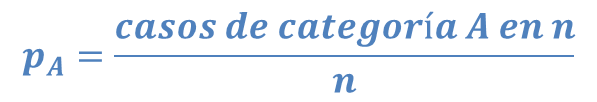 p_A = casos de categoría A en n / n